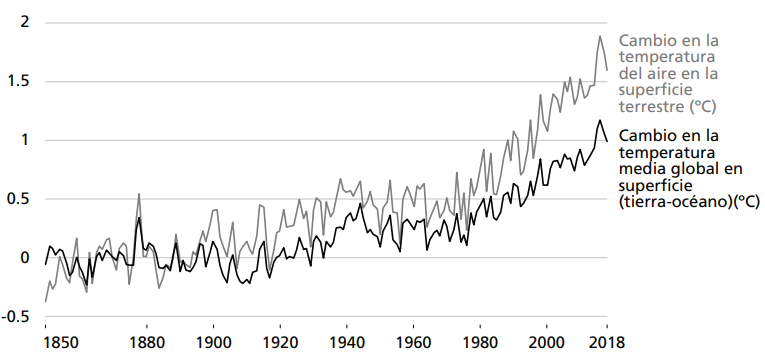 2
1.5
1
0.5
0
-0.5
1850 1880 1900 1920 1940 1960 1980 2000 2018
Cambio en la
temperatura
del aire en la
superficie
terrestre (ºC)
Cambio en la
temperatura
media global en
superficie
(tierra-océano)(ºC)